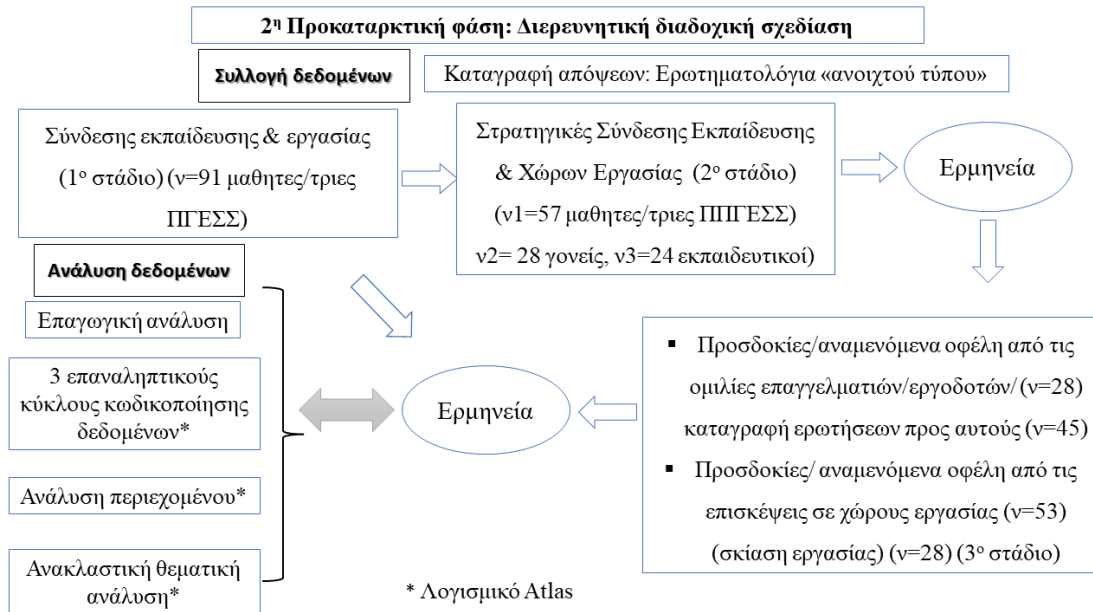 2η Προκαταρκτική φάση: Διερευνητική διαδοχική σχεδίαση
Συλλογή δεδομένων
Καταγραφή απόψεων: Ερωτηματολόγια «ανοιχτού τύπου»
Σύνδεσης εκπαίδευσης & εργασίας
(1ο στάδιο) (ν=91 μαθητες/τριες
ΠΓΕΣΣ)
Στρατηγικές Σύνδεσης Εκπαίδευσης
& Χώρων Εργασίας (2ο στάδιο)
(ν1=57 μαθητες/τριες ΠΠΓΕΣΣ)
ν2= 28 γονείς, ν3=24 εκπαιδευτικοί)
Ερμηνεία
Ανάλυση δεδομένων
Επαγωγική ανάλυση
3 επαναληπτικούς
κύκλους κωδικοποίησης
δεδομένων*
Ανάλυση περιεχομένου*
Ανακλαστική θεματική
ανάλυση*
Ερμηνεία
▪ Προσδοκίες/αναμενόμενα οφέλη από τις
ομιλίες επαγγελματιών/εργοδοτών/ (ν=28)
καταγραφή ερωτήσεων προς αυτούς (ν=45)
▪ Προσδοκίες/ αναμενόμενα οφέλη από τις
επισκέψεις σε χώρους εργασίας (ν=53)
(σκίαση εργασίας) (ν=28) (3ο στάδιο)
* Λογισμικό Atlas